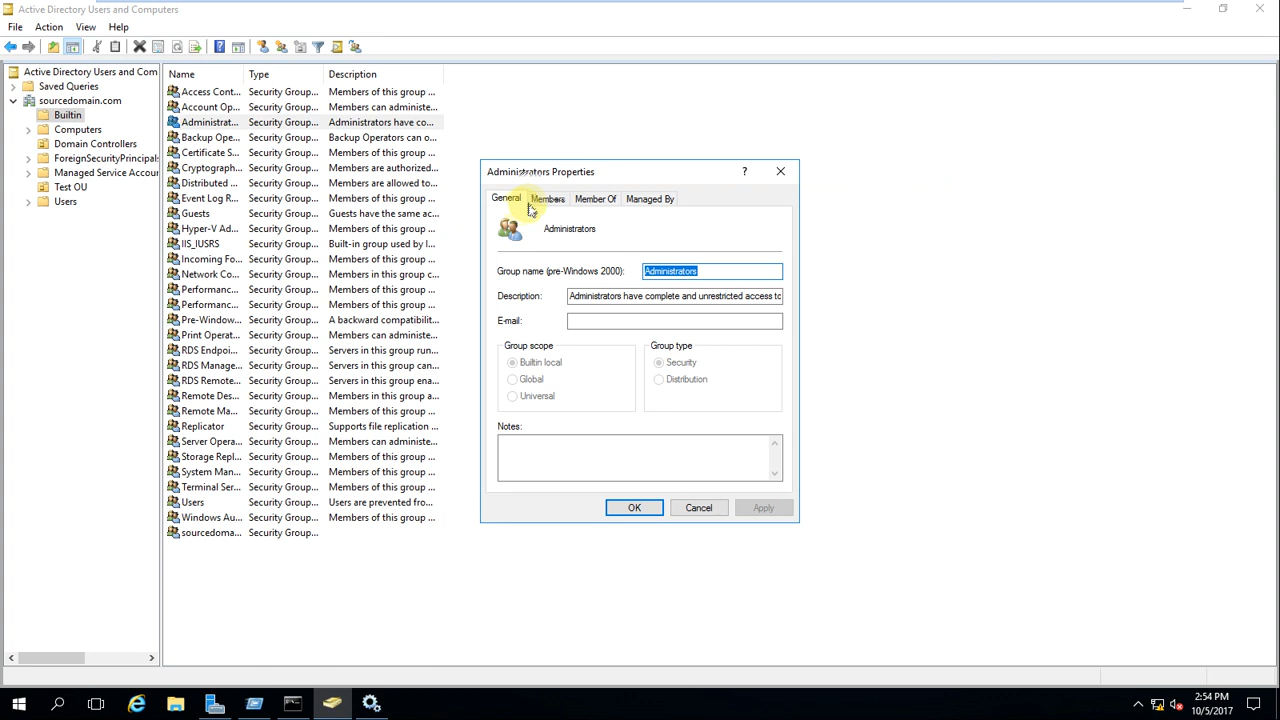 Active Directory Users and Computers
File Action View Help
Active Directory Users and Com
Saved Queries
sourcedomain.com
Builtin
Computers
Domain Controllers
ForeignSecurityPrincipals
Managed Service Accour
Test OU
Users
Name Type Description
Access Cont... Security Group... Members of this group ...
Account Op... Security Group... Members can administe...
Administrat... Security Group... Administrators have co...
Backup Ope... Security Group... Backup Operators can o...
Certificate S... Security Group... Members of this group ...
Cryptograph... Security Group... Members are authorized...
Distributed ... Security Group... Members are allowed to...
Event Log R... Security Group... Members of this group ...
Guests Security Group... Guests have the same ac...
Hyper-V Ad... Security Group... Members of this group ...
IIS_IUSRS Security Group... Built-in group used by I...
Incoming Fo... Security Group... Members of this group ...
Network Co... Security Group... Members in this group c...
Performanc... Security Group... Members of this group ...
Performanc... Security Group... Members of this group ...
Pre-Window... Security Group... A backward compatibilit...
Print Operat... Security Group... Members can administe...
RDS Endpoi... Security Group... Servers in this group run...
RDS Manage... Security Group... Servers in this group can...
RDS Remote... Security Group... Servers in this group ena...
Remote Des... Security Group... Members in this group a...
Remote Ma... Security Group... Members of this group ...
Replicator Security Group... Supports file replication ...
Server Opera... Security Group... Members can administe...
Storage Repl... Security Group... Members of this group ...
System Man... Security Group... Members of this group ...
Terminal Ser... Security Group... Members of this group ...
Users Security Group... Users are prevented fro...
Windows Au... Security Group... Members of this group ...
sourcedoma... Security Group...
Administrators Properties
General Members Member Of Managed By
Administrators
Group name (pre-Windows 2000): Administrators
Description: Administrators have complete and unrestricted access to
E-mail:
Group scope Group type
Builtin local Security
Global Distribution
Universal
Notes:
OK Cancel Apply
2:54 PM
10/5/2017